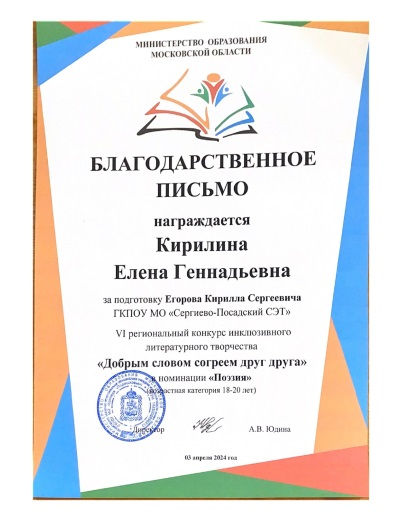 МИНИСТЕРСТВО ОБРАЗОВАНИЯ
МОСКОВСКОЙ ОБЛАСТИ
БЛАГОДАРСТВЕННОЕ
ПИСЬМО
награждается
Кирилина
Елена Геннадьевна
за подготовку Егорова Кирилла Сергеевича
ГКПОУ МО «Сергиево-Посадский СЭТ»
VI региональный конкурс инклюзивного
литературного творчества
«Добрым словом согреем друг друга»
в номинации «Поэзия»
(возрастная категория 18-20 лет)
Директор А.В. Юдина
03 апреля 2024 год